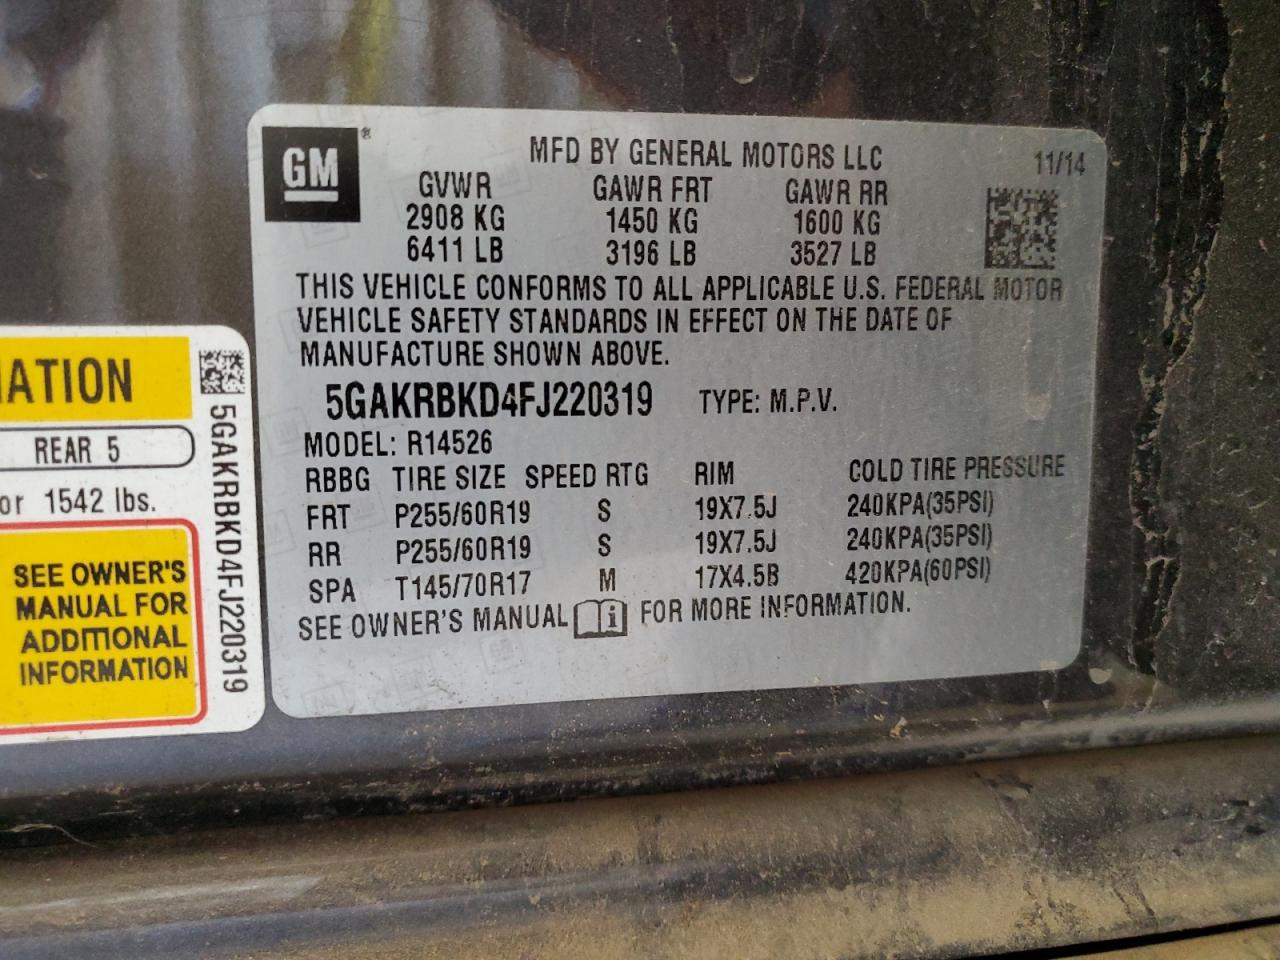 GM ®
MFD BY GENERAL MOTORS LLC 11/14
GVWR GAWR FRT GAWR RR
2908 KG 1450 KG 1600 KG
6411 LB 3196 LB 3527 LB
THIS VEHICLE CONFORMS TO ALL APPLICABLE U.S. FEDERAL MOTOR
VEHICLE SAFETY STANDARDS IN EFFECT ON THE DATE OF
MANUFACTURE SHOWN ABOVE.
5GAKRBKD4FJ220319 TYPE: M.P.V.
MODEL: R14526
RBBG TIRE SIZE SPEED RTG RIM COLD TIRE PRESSURE
FRT P255/60R19 S 19X7.5J 240KPA(35PSI)
RR P255/60R19 S 19X7.5J 240KPA(35PSI)
SPA T145/70R17 M 17X4.5B 420KPA(60PSI)
SEE OWNER'S MANUAL i FOR MORE INFORMATION.
ATION
REAR 5
or 1542 lbs.
SEE OWNER'S
MANUAL FOR
ADDITIONAL
INFORMATION
5GAKRBKD4FJ220319